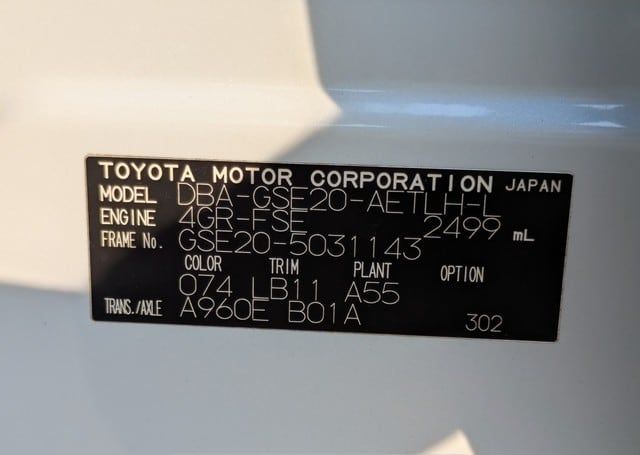 TOYOTA MOTOR CORPORATION JAPAN
MODEL DBA-GSE20-AETLH-L
ENGINE 4GR-FSE 2499 mL
FRAME No. GSE20-5031143
COLOR TRIM PLANT OPTION
074 LB11 A55
TRANS./AXLE A960E B01A 302